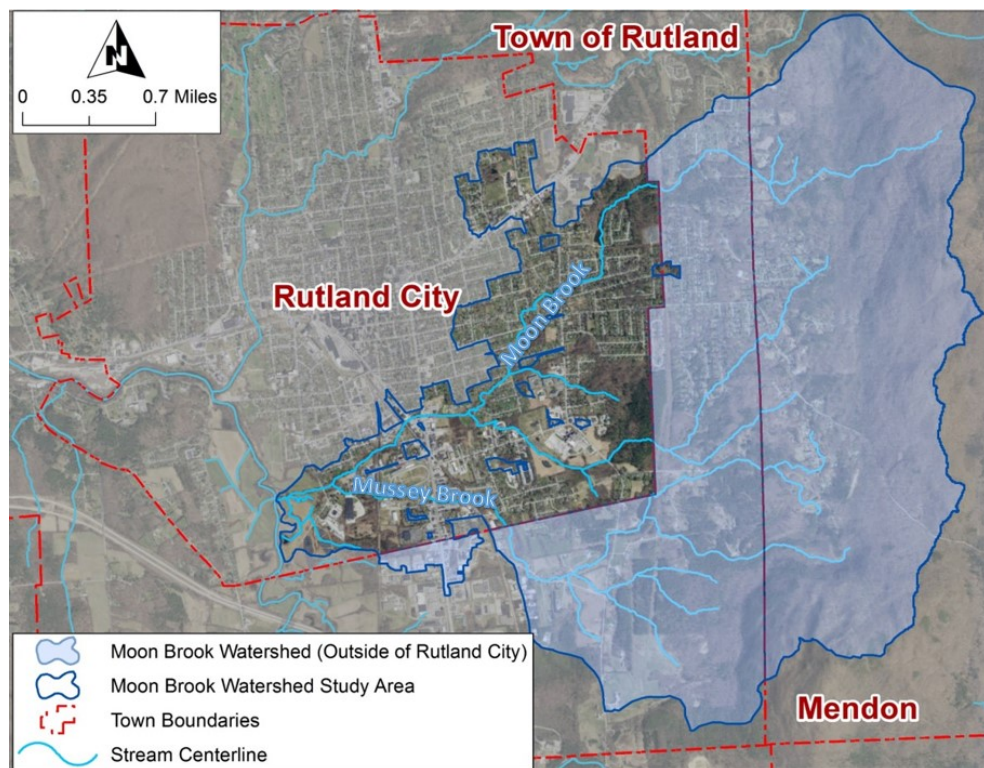 Town of Rutland
N
0 0.35 0.7 Miles
Rutland City
Moon Brook
Mussey Brook
Mendon
Moon Brook Watershed (Outside of Rutland City)
Moon Brook Watershed Study Area
Town Boundaries
Stream Centerline